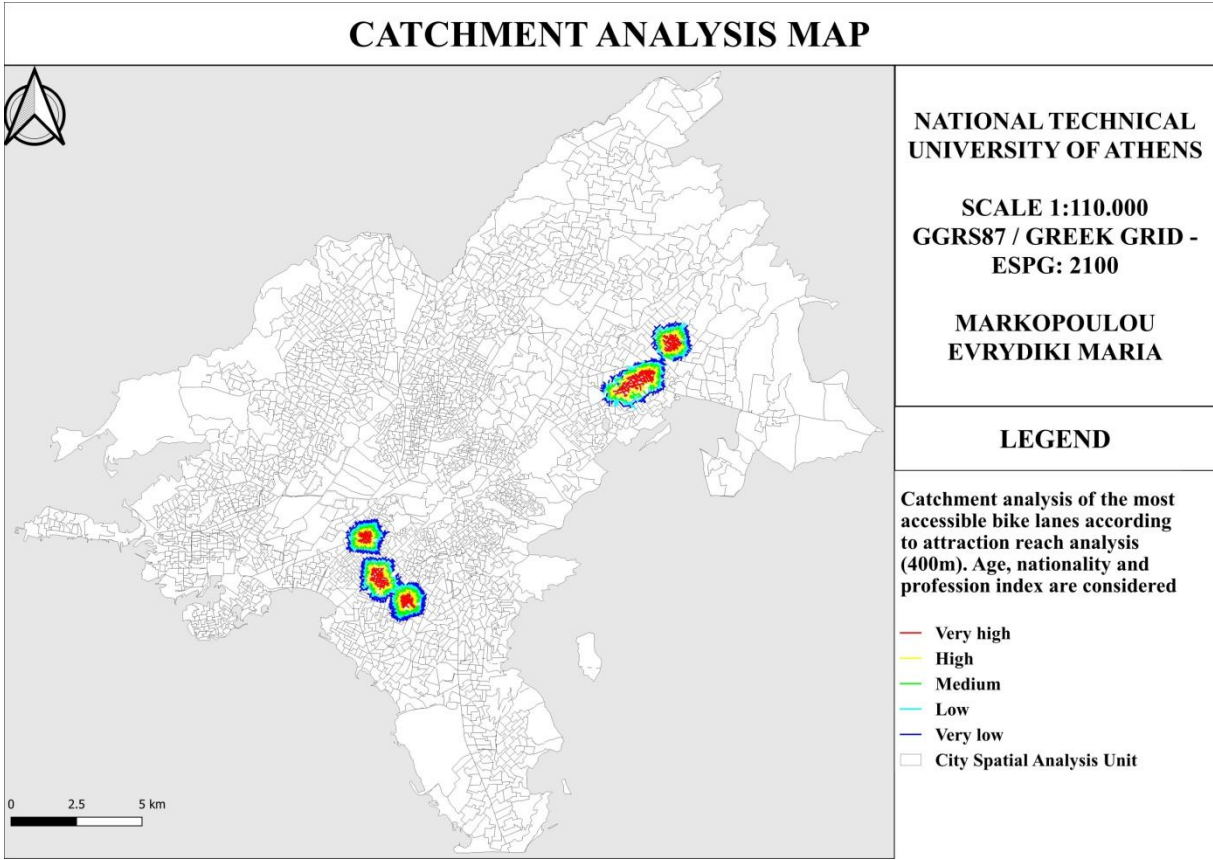 CATCHMENT ANALYSIS MAP
NATIONAL TECHNICAL
UNIVERSITY OF ATHENS
SCALE 1:110.000
GGRS87 / GREEK GRID -
ESPG: 2100
MARKOPOULOU
EVRYDIKI MARIA
LEGEND
Catchment analysis of the most
accessible bike lanes according
to attraction reach analysis
(400m). Age, nationality and
profession index are considered
Very high
High
Medium
Low
Very low
City Spatial Analysis Unit
0 2.5 5 km